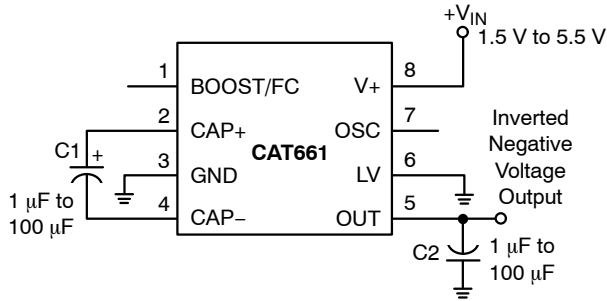 +VIN
1.5 V to 5.5 V
1
BOOST/FC
V+
8
2
CAP+
OSC
7
C1
+
CAT661
3
GND
LV
6
1 μF to
100 μF
4
CAP−
OUT
5
Inverted
Negative
Voltage
Output
C2
1 μF to
100 μF